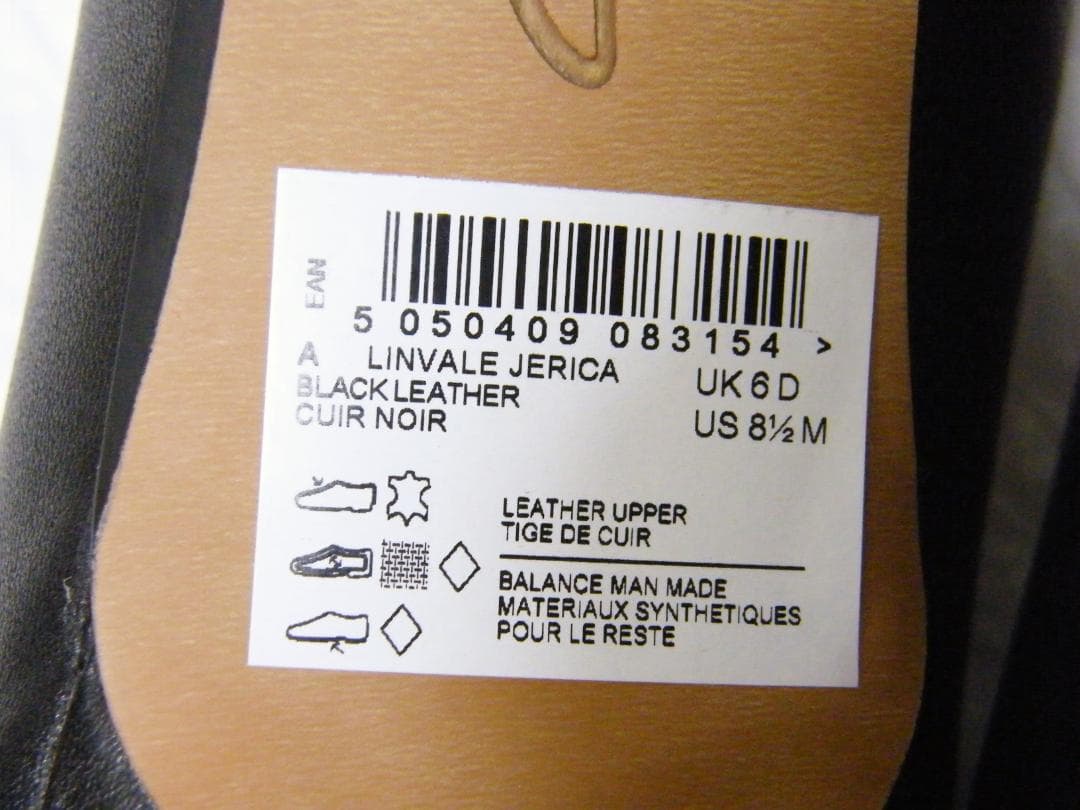 EAN
5 050409 083154 >
A LINVALE JERICA
BLACK LEATHER
CUIR NOIR
UK 6 D
US 8½ M
LEATHER UPPER
TIGE DE CUIR
BALANCE MAN MADE
MATERIAUX SYNTHETIQUES
POUR LE RESTE